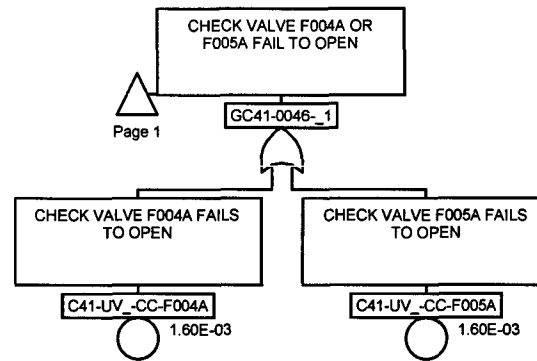 CHECK VALVE F004A OR
F005A FAIL TO OPEN
Page 1
GC41-0046-_1
CHECK VALVE F004A FAILS
TO OPEN
CHECK VALVE F005A FAILS
TO OPEN
C41-UV_-CC-F004A
C41-UV_-CC-F005A
1.60E-03
1.60E-03